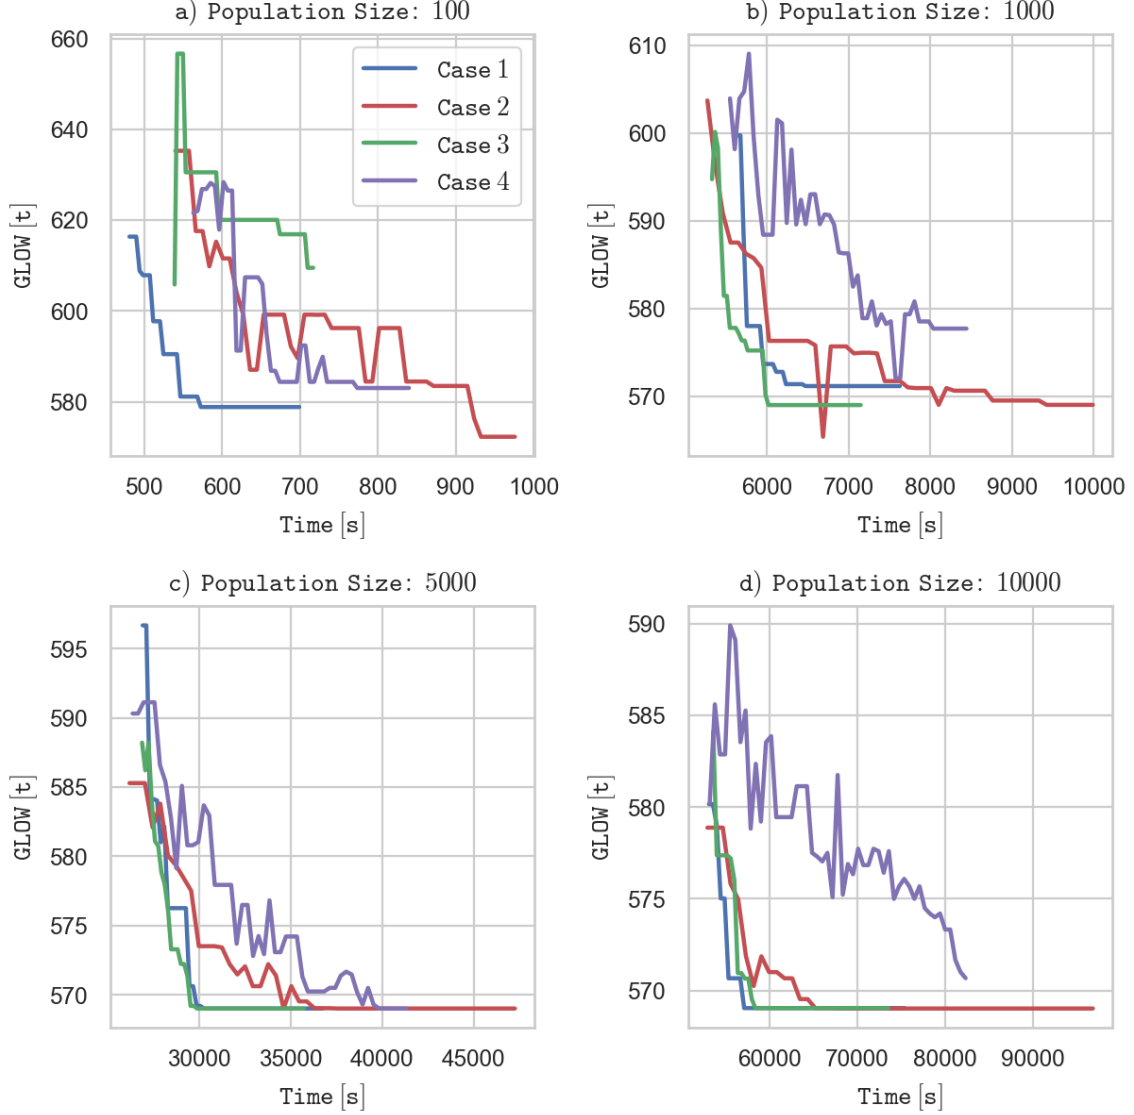 a) Population Size: 100
660
640
620
600
580
GLOW [t]
500 600 700 800 900 1000
Time [s]
Case 1
Case 2
Case 3
Case 4
b) Population Size: 1000
610
600
590
580
570
GLOW [t]
6000 7000 8000 9000 10000
Time [s]
c) Population Size: 5000
595
590
585
580
575
570
GLOW [t]
30000 35000 40000 45000
Time [s]
d) Population Size: 10000
590
585
580
575
570
GLOW [t]
60000 70000 80000 90000
Time [s]